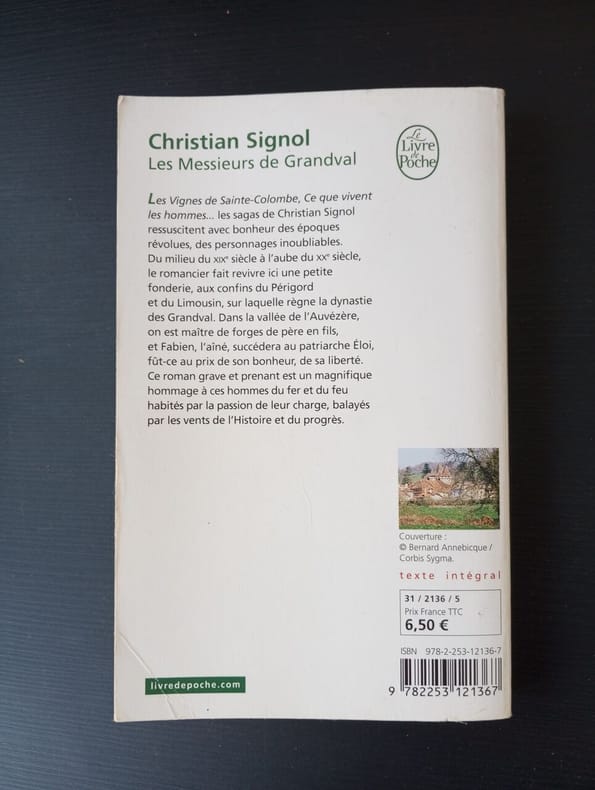 Christian Signol
Les Messieurs de Grandval
Le
Livre
de
Poche
Les Vignes de Sainte-Colombe, Ce que vivent
les hommes... les sagas de Christian Signol
ressuscitent avec bonheur des époques
révolues, des personnages inoubliables.
Du milieu du XIXe siècle à l'aube du XXe siècle,
le romancier fait revivre ici une petite
fonderie, aux confins du Périgord
et du Limousin, sur laquelle règne la dynastie
des Grandval. Dans la vallée de l'Auvézère,
on est maître de forges de père en fils,
et Fabien, l'aîné, succédera au patriarche Éloi,
fût-ce au prix de son bonheur, de sa liberté.
Ce roman grave et prenant est un magnifique
hommage à ces hommes du fer et du feu
habités par la passion de leur charge, balayés
par les vents de l'Histoire et du progrès.
Couverture :
© Bernard Annebicque /
Corbis Sygma.
texte intégral
31 / 2136 / 5
Prix France TTC
6,50 €
ISBN 978-2-253-12136-7
9 782253 121367
livredepoche.com